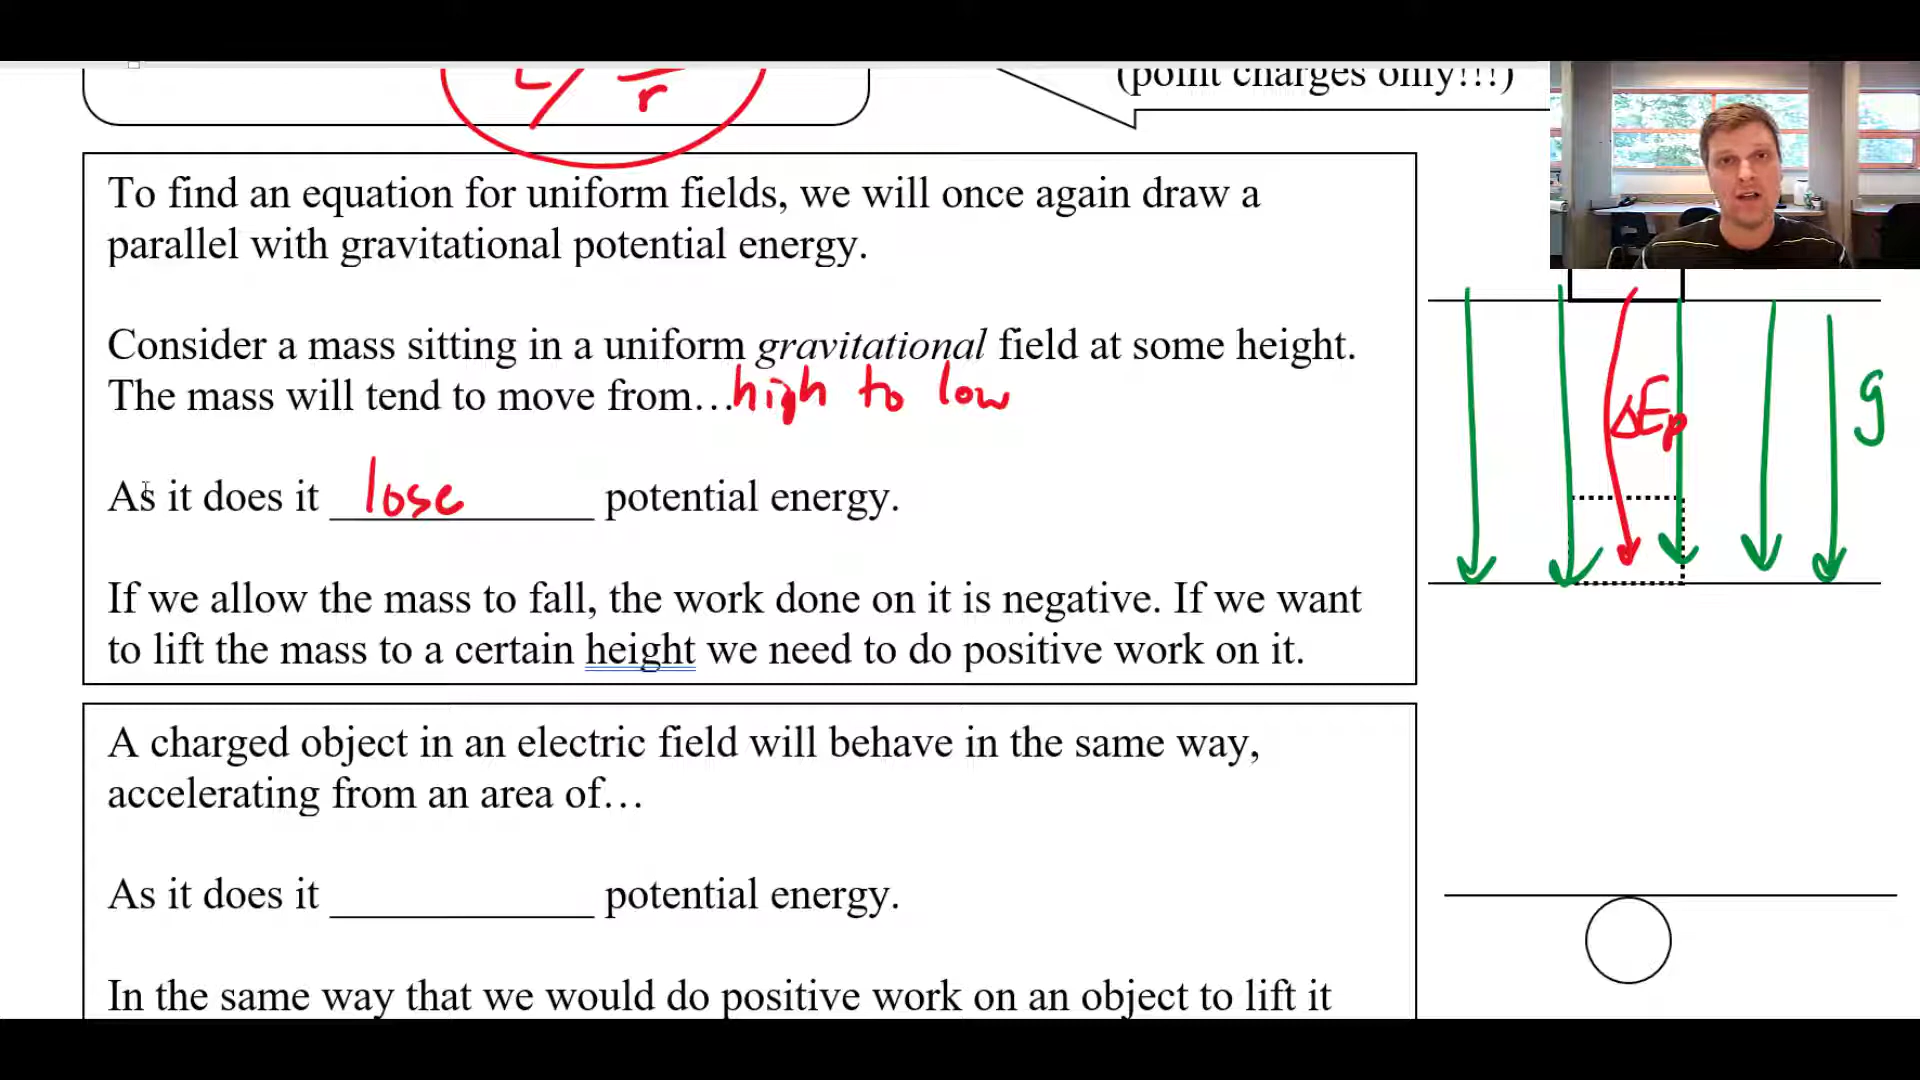 r
(point charges only!!!)
To find an equation for uniform fields, we will once again draw a
parallel with gravitational potential energy.
Consider a mass sitting in a uniform gravitational field at some height.
The mass will tend to move from…high to low
As it does it lose potential energy.
If we allow the mass to fall, the work done on it is negative. If we want
to lift the mass to a certain height we need to do positive work on it.
ΔEp
g
A charged object in an electric field will behave in the same way,
accelerating from an area of…
As it does it ____________ potential energy.
In the same way that we would do positive work on an object to lift it